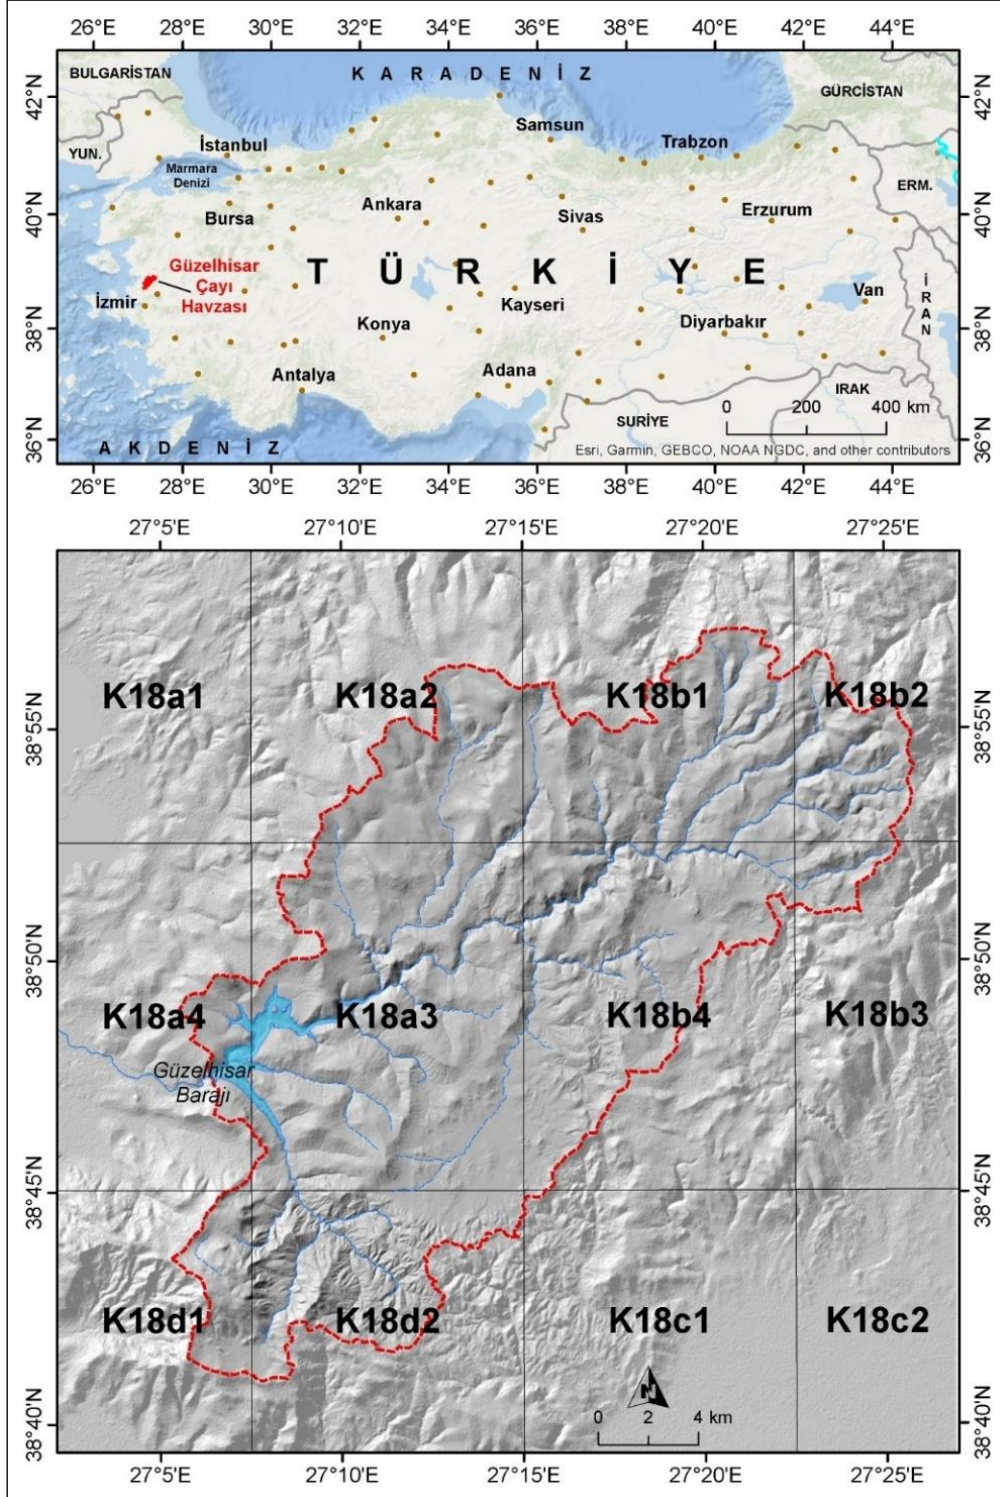 26°E 28°E 30°E 32°E 34°E 36°E 38°E 40°E 42°E 44°E
BULGARİSTAN
K A R A D E N İ Z
GÜRCİSTAN
42°N
42°N
Samsun
İstanbul
Trabzon
YUN.
Marmara
Denizi
ERM.
40°N
40°N
Ankara
Bursa
Sivas
Erzurum
Güzelhisar
Çayı
Havzası
T Ü R K İ Y E
İRAN
İzmir
Kayseri
Van
38°N
38°N
Konya
Diyarbakır
Antalya
Adana
IRAK
SURİYE
0 200 400 km
36°N
36°N
A K D E N İ Z
Esri, Garmin, GEBCO, NOAA NGDC, and other contributors
26°E 28°E 30°E 32°E 34°E 36°E 38°E 40°E 42°E 44°E
27°5'E 27°10'E 27°15'E 27°20'E 27°25'E
K18a1 K18a2 K18b1 K18b2
38°55'N
38°55'N
38°50'N
38°50'N
K18a4 K18a3 K18b4 K18b3
Güzelhisar
Barajı
38°45'N
38°45'N
K18d1 K18d2 K18c1 K18c2
N
0 2 4 km
38°40'N
38°40'N
27°5'E 27°10'E 27°15'E 27°20'E 27°25'E